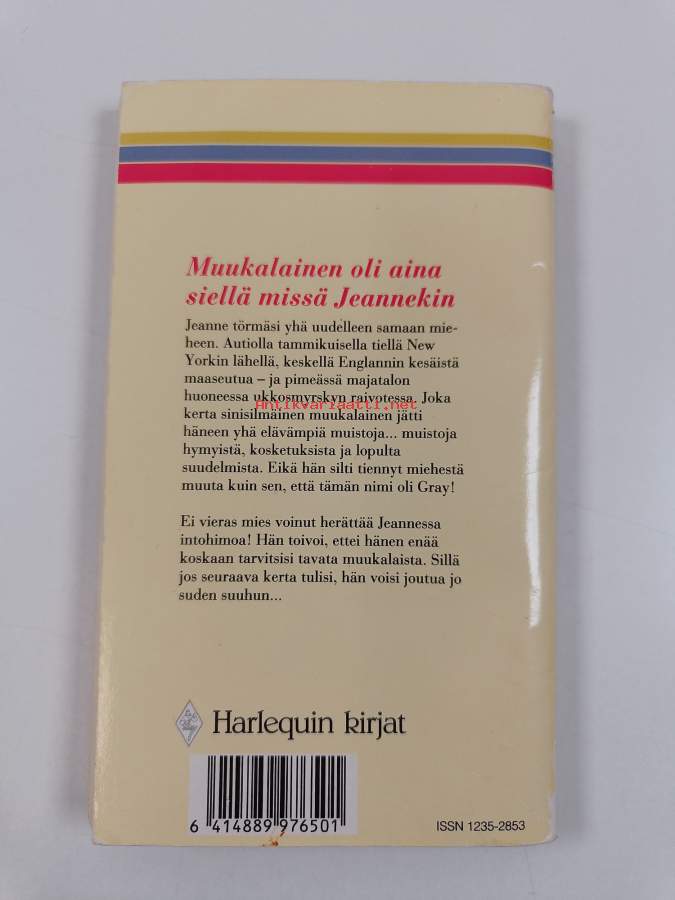 Muukalainen oli aina
siellä missä Jeannekin
Jeanne törmäsi yhä uudelleen samaan mie-
heen. Autiolla tammikuisella tiellä New
Yorkin lähellä, keskellä Englannin kesäistä
maaseutua – ja pimeässä majatalon
huoneessa ukkosmyrskyn raivotessa. Joka
Antikvariaatti.net
kerta sinisilmäinen muukalainen jätti
häneen yhä elävämpiä muistoja... muistoja
hymyistä, kosketuksista ja lopulta
suudelmista. Eikä hän silti tiennyt miehestä
muuta kuin sen, että tämän nimi oli Gray!
Ei vieras mies voinut herättää Jeannessa
intohimoa! Hän toivoi, ettei hänen enää
koskaan tarvitsisi tavata muukalaista. Sillä
jos seuraava kerta tulisi, hän voisi joutua jo
suden suuhun...
Harlequin kirjat
6 414889 976501
ISSN 1235-2853